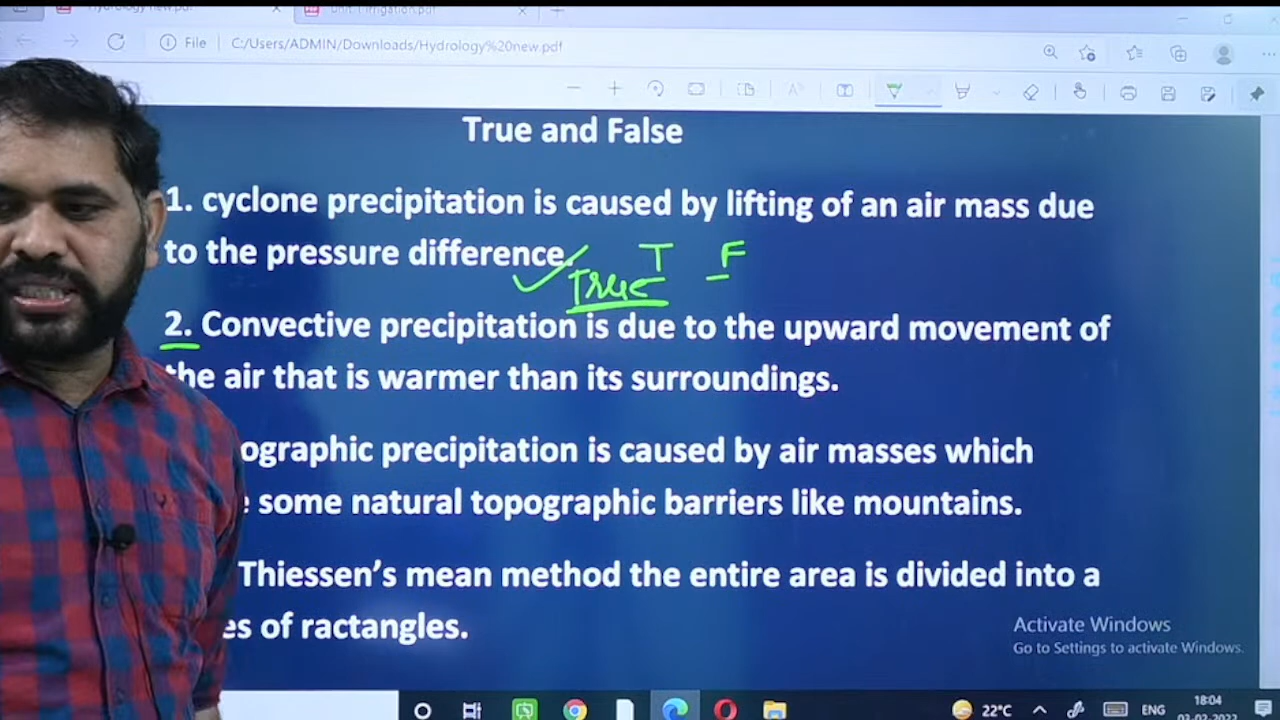 unit 1 irrigation.pdf
File
C:/Users/ADMIN/Downloads/Hydrology%20new.pdf
True and False
1. cyclone precipitation is caused by lifting of an air mass due
to the pressure difference.
T F
True
2. Convective precipitation is due to the upward movement of
the air that is warmer than its surroundings.
ographic precipitation is caused by air masses which
some natural topographic barriers like mountains.
Thiessen's mean method the entire area is divided into a
es of ractangles.
Activate Windows
Go to Settings to activate Windows.
22°C ENG 18:04